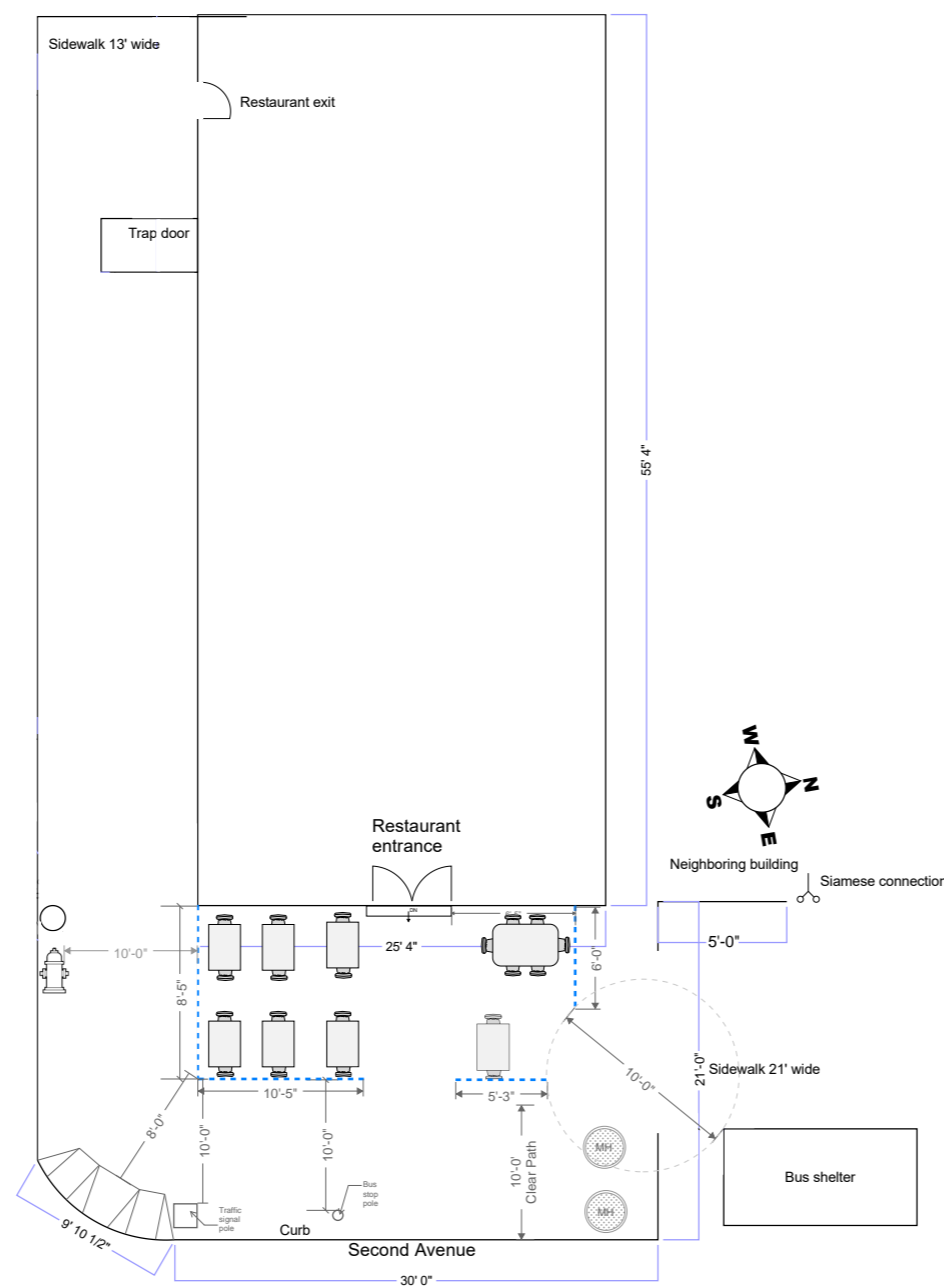 Sidewalk 13' wide
Restaurant exit
Trap door
55' 4"
W
N
S
E
Restaurant
entrance
Neighboring building
Siamese connection
DN
25' 4"
5'-0"
10'-0"
8'-5"
6'-0"
21'-0"
Sidewalk 21' wide
10'-0"
10'-5"
5'-3"
8'-0"
10'-0"
10'-0"
10'-0'
Clear Path
MH
Bus shelter
Bus
stop
pole
Traffic
signal
pole
MH
Curb
Second Avenue
9' 10 1/2"
30' 0"